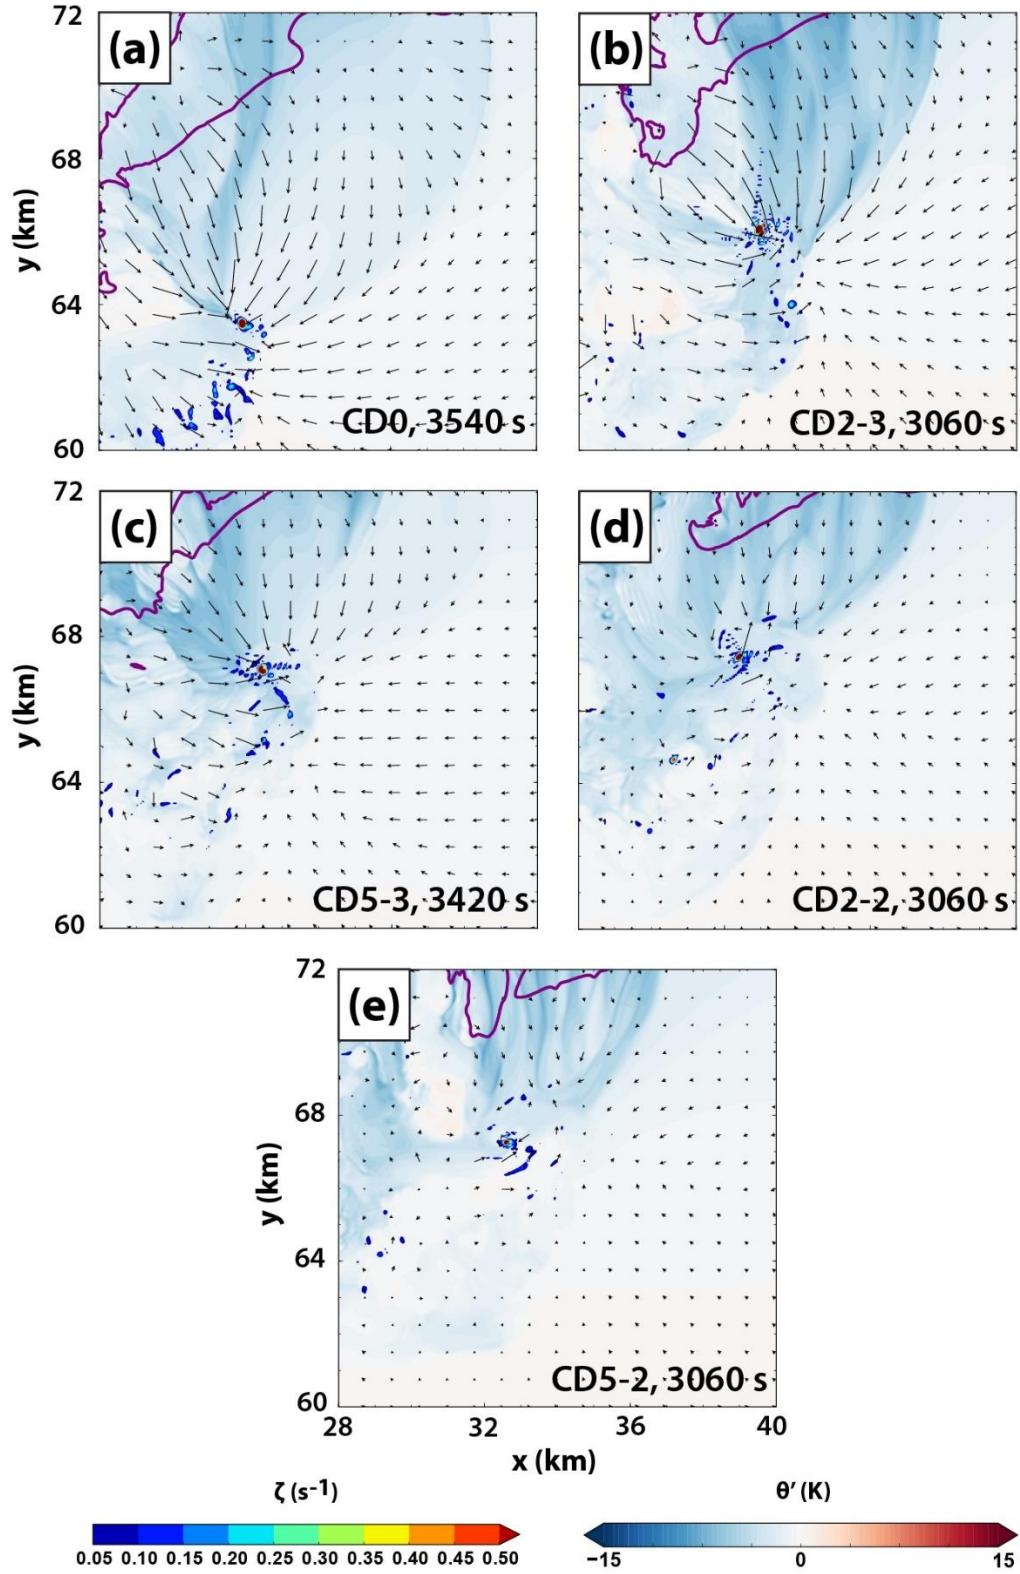 72
(a)
(b)
68
y (km)
64
60
CD0, 3540 s
CD2-3, 3060 s
72
(c)
(d)
68
y (km)
64
60
CD5-3, 3420 s
CD2-2, 3060 s
72
(e)
68
y (km)
64
60
CD5-2, 3060 s
28 32 36 40
x (km)
ζ (s-1)
θ′ (K)
0.05 0.10 0.15 0.20 0.25 0.30 0.35 0.40 0.45 0.50
−15 0 15